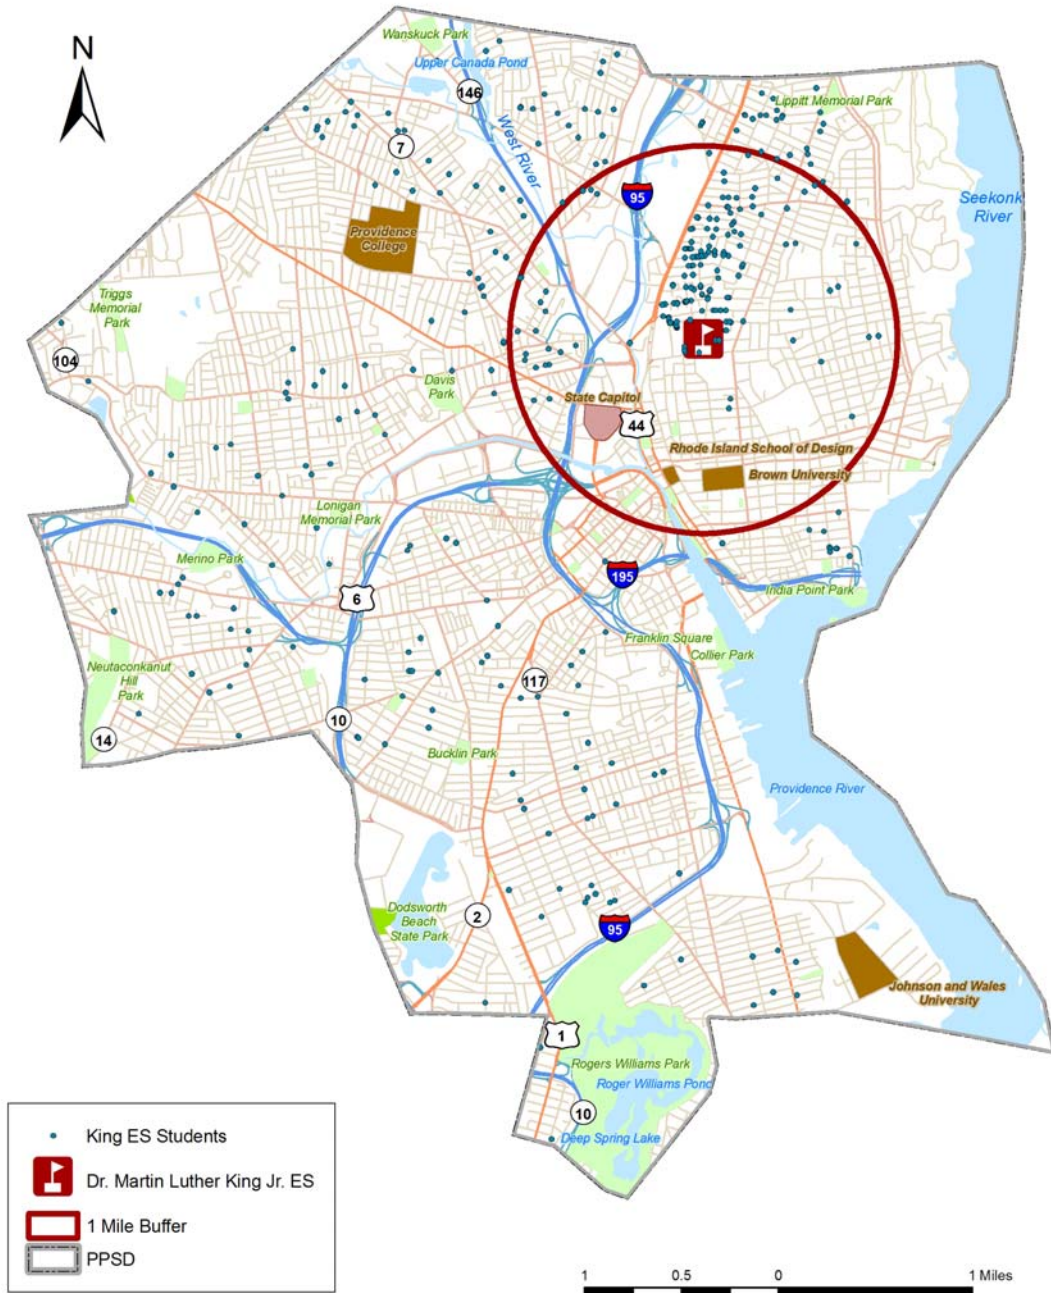 N
Wanskuck Park
Upper Canada Pond
146
West River
Lippitt Memorial Park
7
95
Seekonk
River
Providence
College
Triggs
Memorial
Park
104
Davis
Park
State Capitol
44
Rhode Island School of Design
Brown University
Lonigan
Memorial Park
Merino Park
195
India Point Park
6
Franklin Square
Collier Park
Neutaconkanut
Hill
Park
117
10
14
Bucklin Park
Providence River
Dodsworth
Beach
State Park
2
95
Johnson and Wales
University
1
Rogers Williams Park
Roger Williams Pond
10
Deep Spring Lake
King ES Students
Dr. Martin Luther King Jr. ES
1 Mile Buffer
PPSD
1 0.5 0 1 Miles